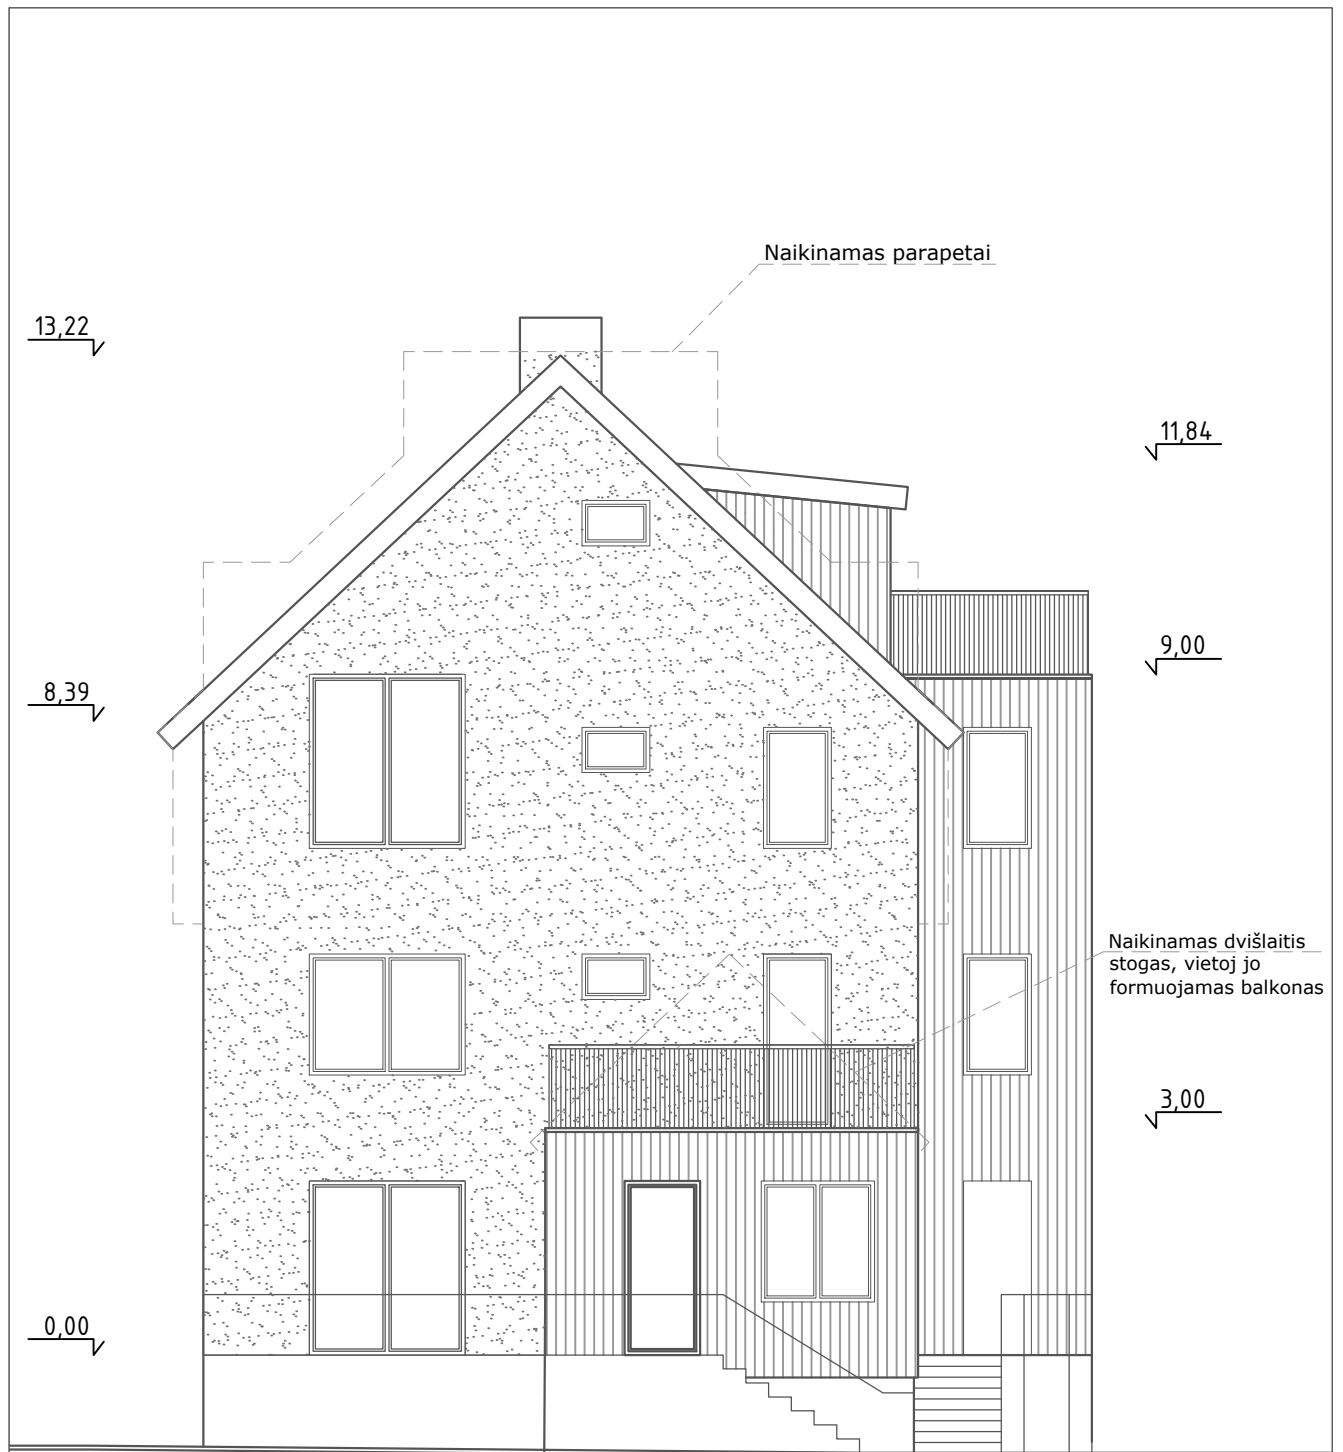 Naikinamas parapetai
13,22
11,84
9,00
8,39
Naikinamas dvišlaitis
stogas, vietoj jo
formuojamas balkonas
3,00
0,00